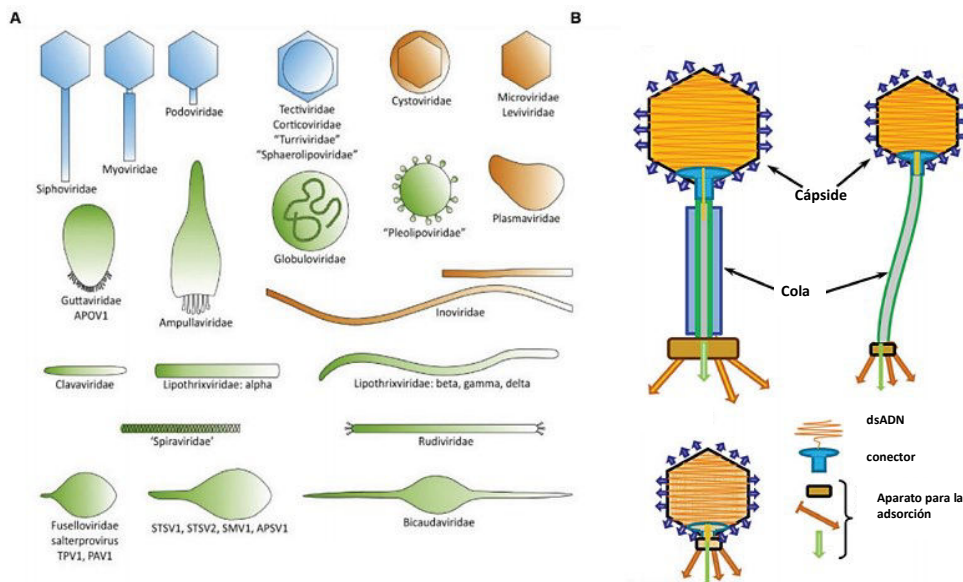 A
B
Siphoviridae
Myoviridae
Podoviridae
Tectiviridae
Corticoviridae
"Turriviridae"
"Sphaerolipoviridae"
Cystoviridae
Microviridae
Leviviridae
Guttaviridae
APOV1
Ampullaviridae
Globuloviridae
"Pleolipoviridae"
Plasmaviridae
Inoviridae
Clavaviridae
Lipothrixviridae: alpha
Lipothrixviridae: beta, gamma, delta
'Spiraviridae'
Rudiviridae
Fuselloviridae
salterprovirus
TPV1, PAV1
STSV1, STSV2, SMV1, APSV1
Bicaudaviridae
Cápside
Cola
dsADN
conector
Aparato para la
adsorción